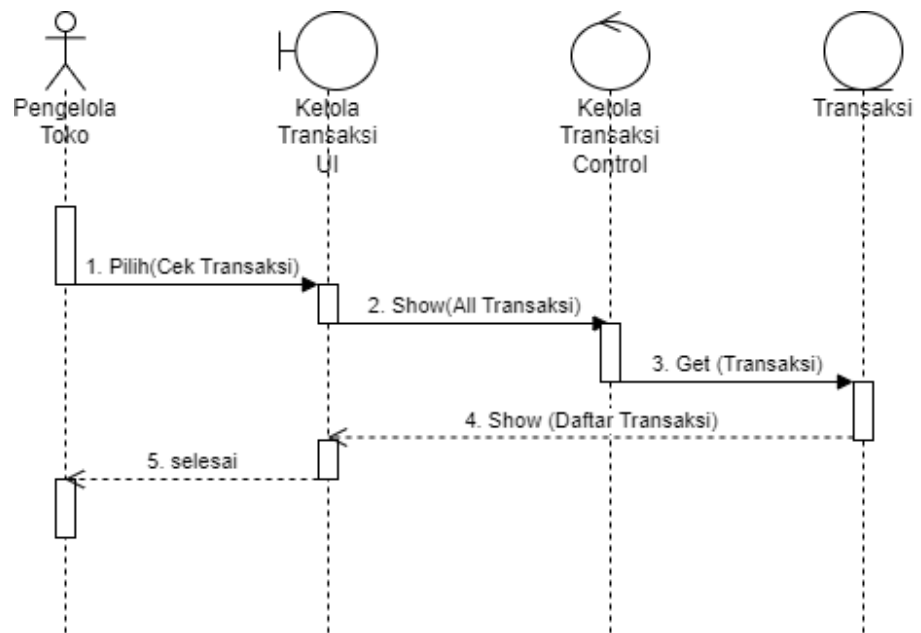 Pengelola
Toko
Kelola
Transaksi
UI
Kelola
Transaksi
Control
Transaksi
1. Pilih(Cek Transaksi)
2. Show(All Transaksi)
3. Get (Transaksi)
4. Show (Daftar Transaksi)
5. selesai